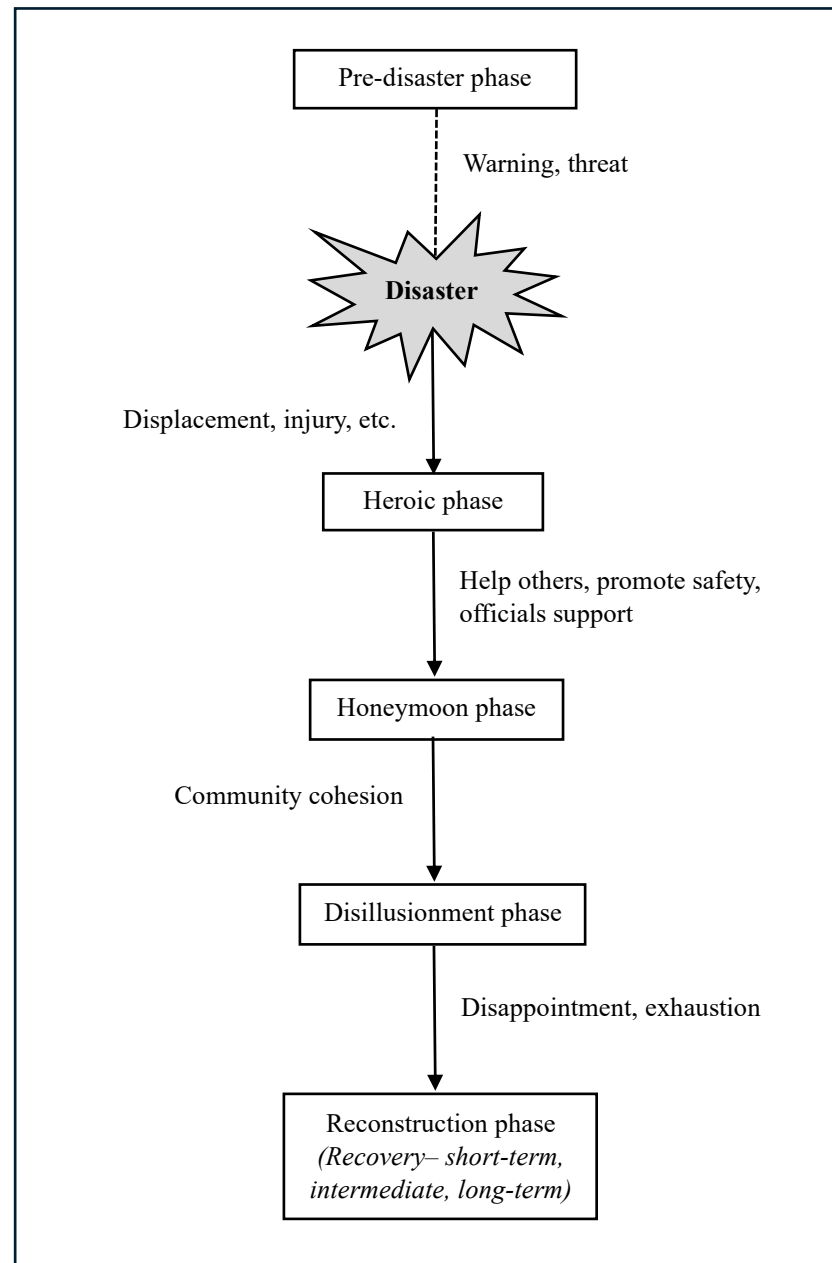 Pre-disaster phase
Warning, threat
Disaster
Displacement, injury, etc.
Heroic phase
Help others, promote safety,
officials support
Honeymoon phase
Community cohesion
Disillusionment phase
Disappointment, exhaustion
Reconstruction phase
(Recovery– short-term,
intermediate, long-term)